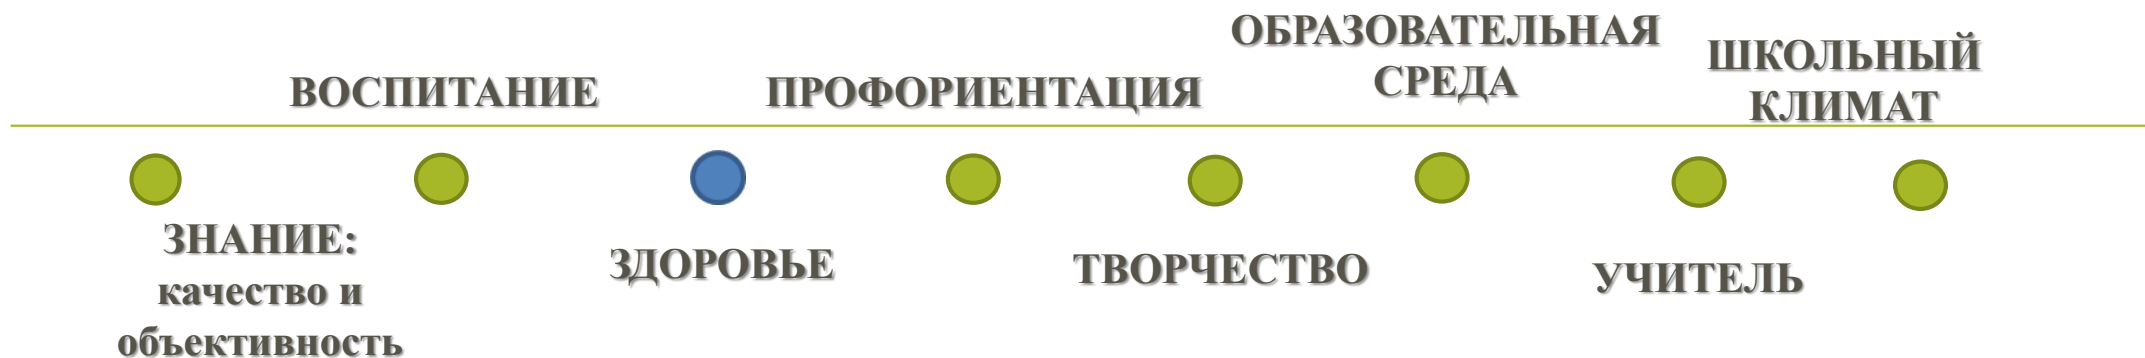 ОБРАЗОВАТЕЛЬНАЯ
СРЕДА
ШКОЛЬНЫЙ
КЛИМАТ
ВОСПИТАНИЕ
ПРОФОРИЕНТАЦИЯ
ЗНАНИЕ:
качество и
объективность
ЗДОРОВЬЕ
ТВОРЧЕСТВО
УЧИТЕЛЬ